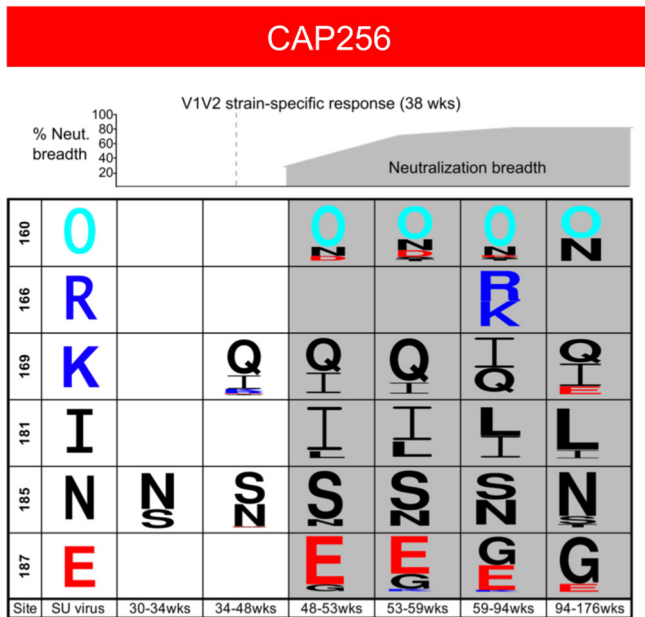 CAP256
V1V2 strain-specific response (38 wks)
% Neut. breadth
100
80
60
40
20
Neutralization breadth
160 O O N D O N D O N O N
166 R R K
169 K Q I Q I Q I I Q Q I E
181 I I L I L L I L I
185 N N S S N S N S N S N N S
187 E E G E G G E G E
Site SU virus 30-34wks 34-48wks 48-53wks 53-59wks 59-94wks 94-176wks